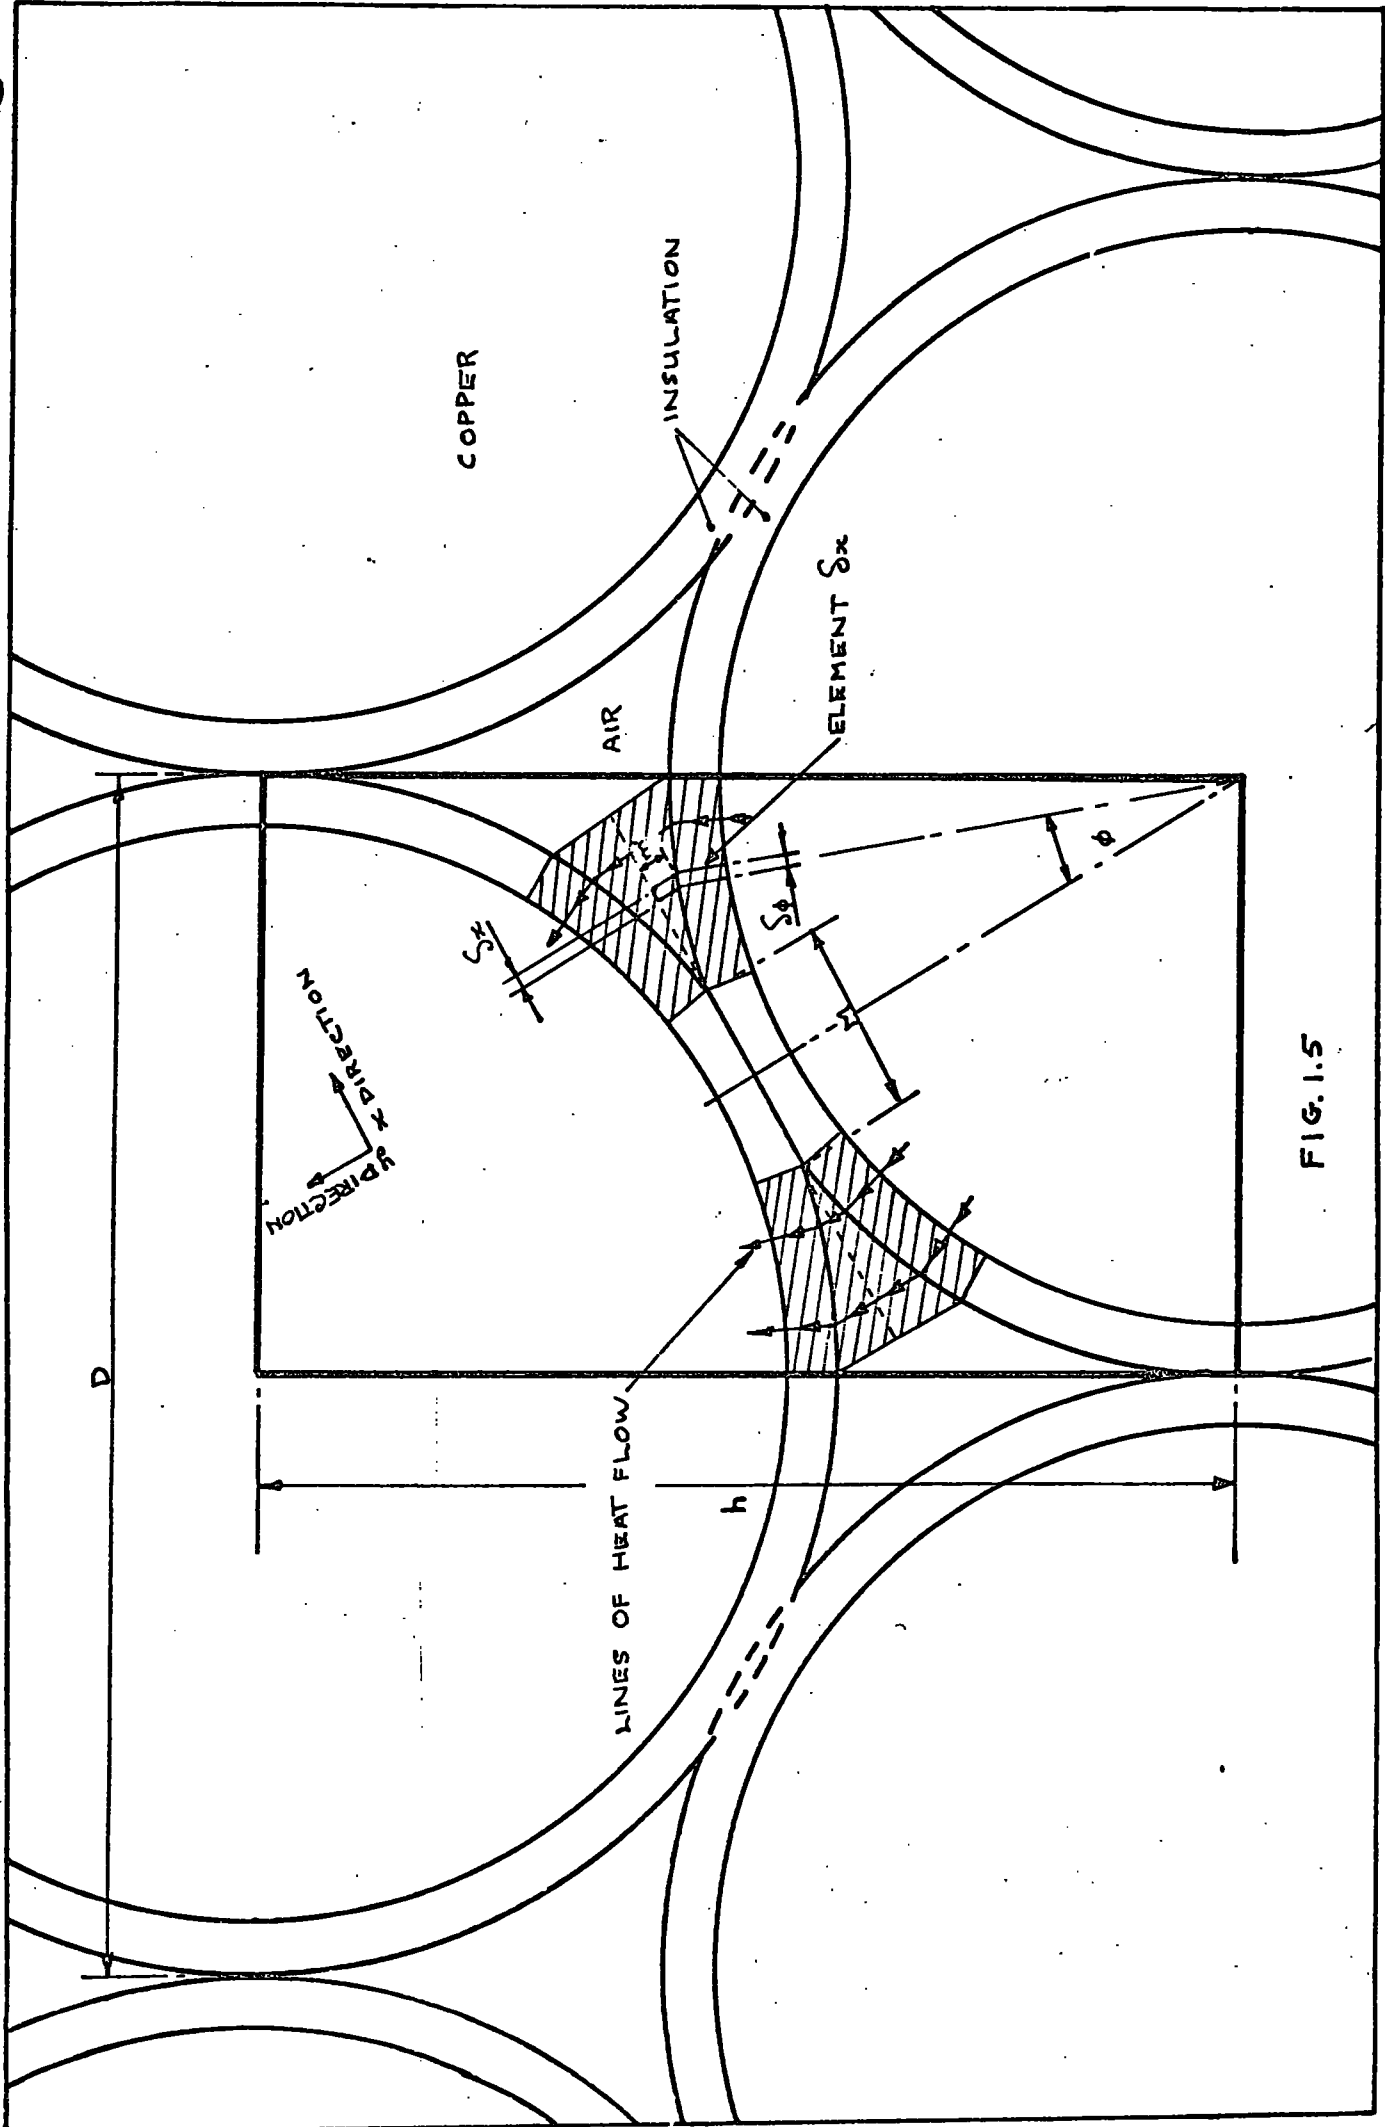 D
COPPER
INSULATION
AIR
ELEMENT δx
δx
X DIRECTION
y DIRECTION
δϕ
ϕ
h
LINES OF HEAT FLOW
FIG. 1.5